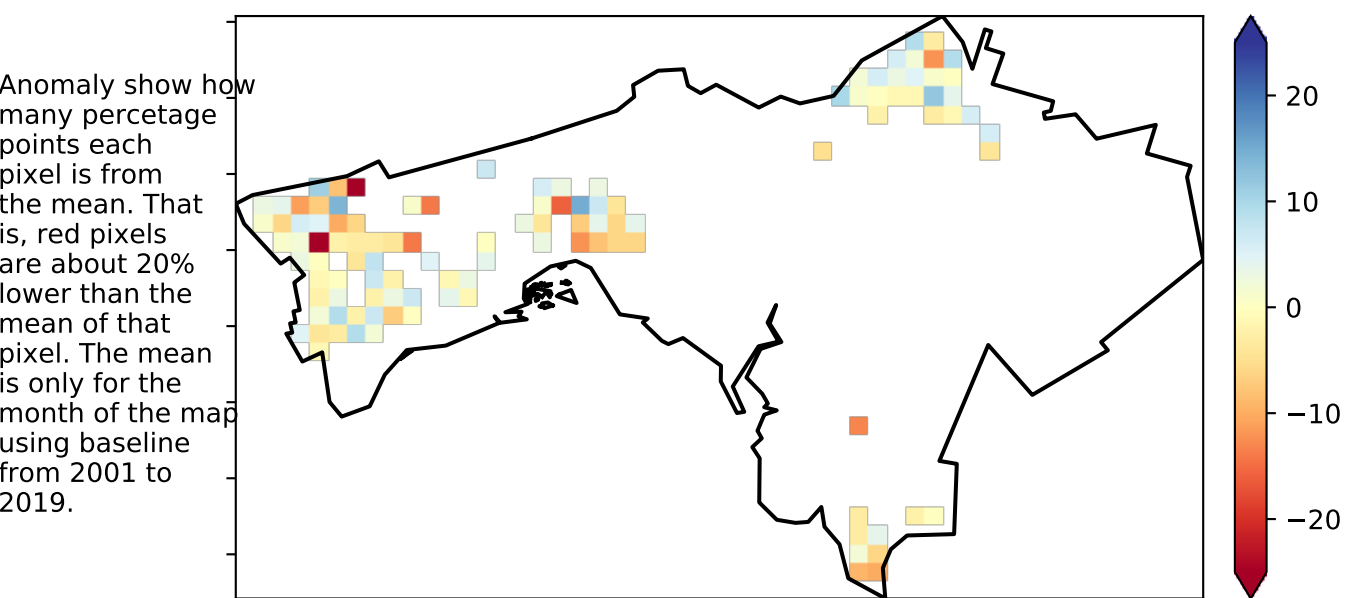 Anomaly show how
many percetage
points each
pixel is from
the mean. That
is, red pixels
are about 20%
lower than the
mean of that
pixel. The mean
is only for the
month of the map
using baseline
from 2001 to
2019.
20
10
0
−10
−20